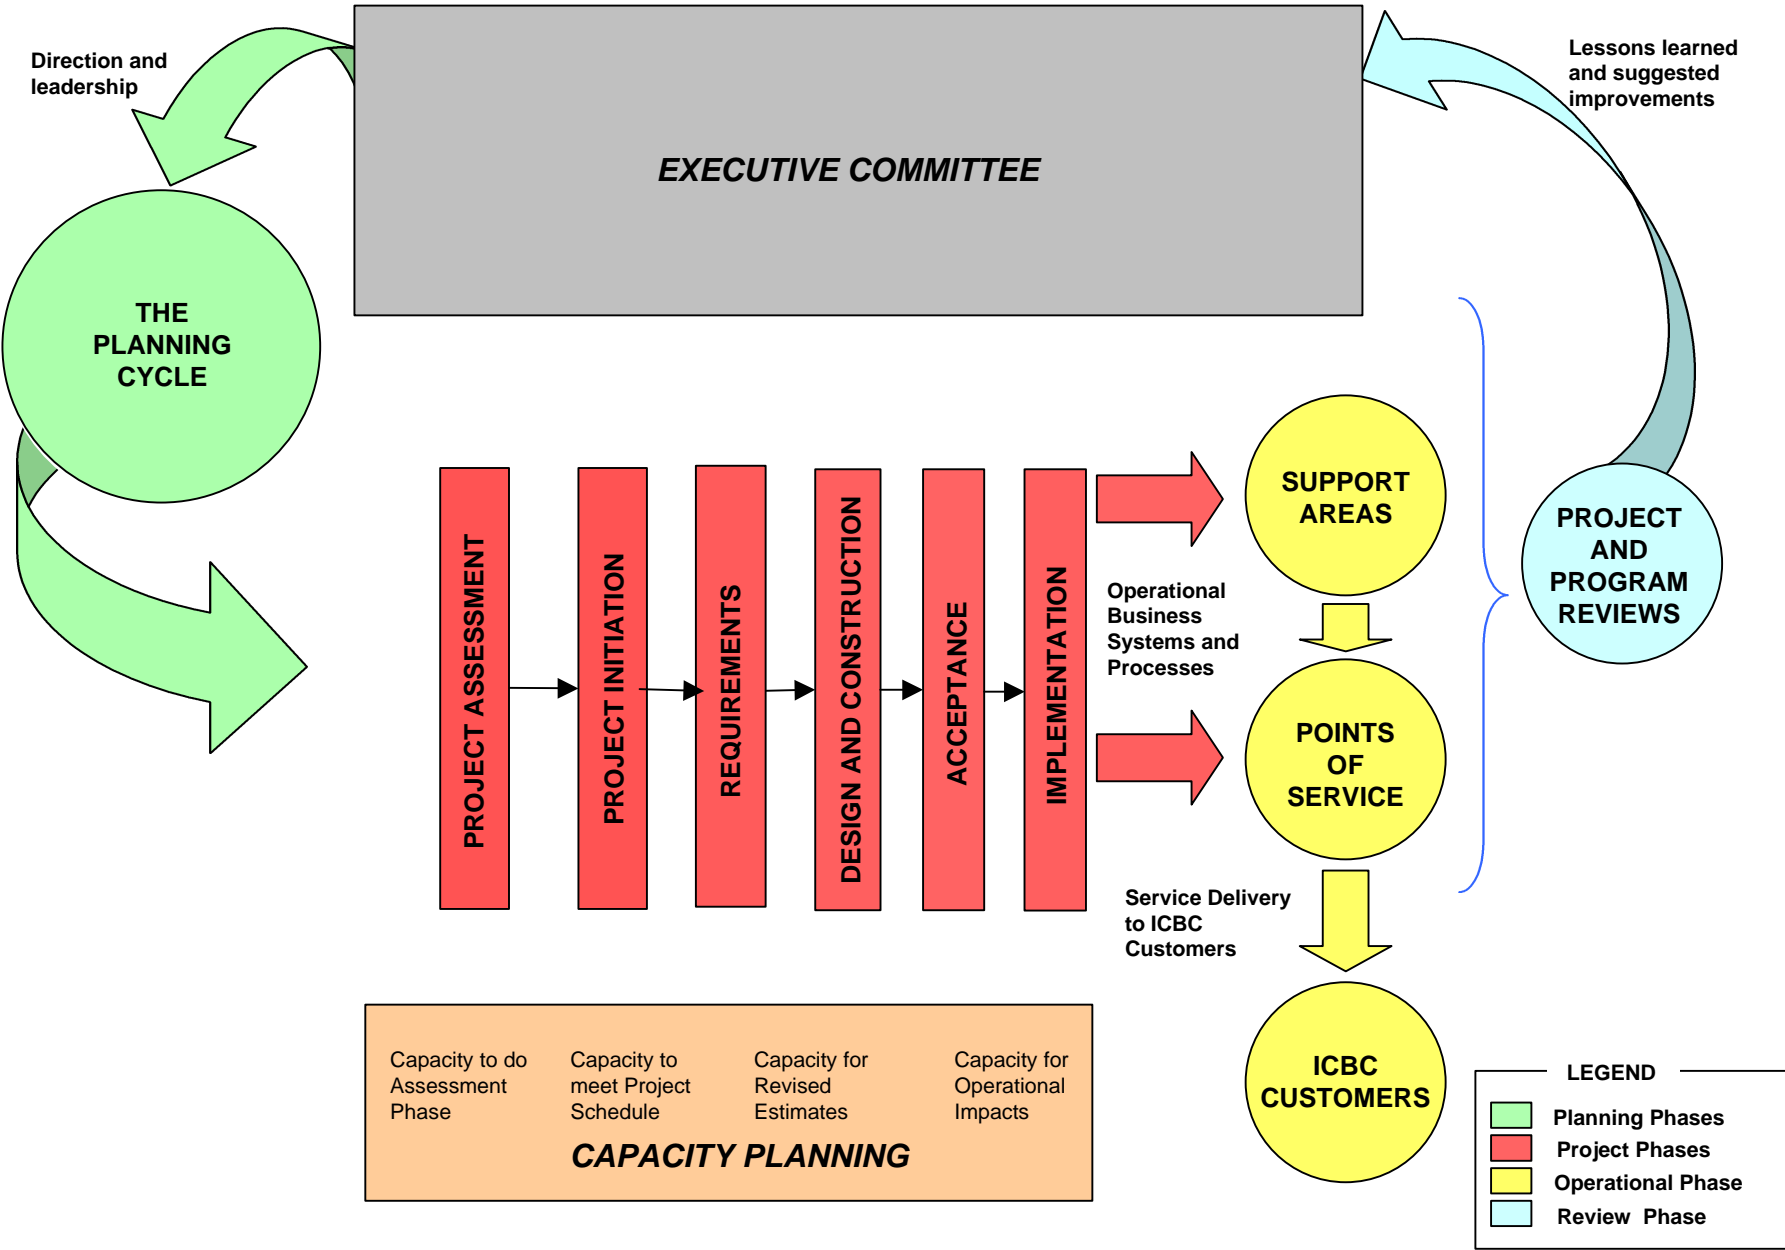 Direction and
leadership
EXECUTIVE COMMITTEE
Lessons learned
and suggested
improvements
THE
PLANNING
CYCLE
PROJECT ASSESSMENT
PROJECT INITIATION
REQUIREMENTS
DESIGN AND CONSTRUCTION
ACCEPTANCE
IMPLEMENTATION
SUPPORT
AREAS
Operational
Business
Systems and
Processes
POINTS
OF
SERVICE
PROJECT
AND
PROGRAM
REVIEWS
Service Delivery
to ICBC
Customers
ICBC
CUSTOMERS
Capacity to do
Assessment
Phase
Capacity to
meet Project
Schedule
Capacity for
Revised
Estimates
Capacity for
Operational
Impacts
CAPACITY PLANNING
LEGEND
Planning Phases
Project Phases
Operational Phase
Review Phase